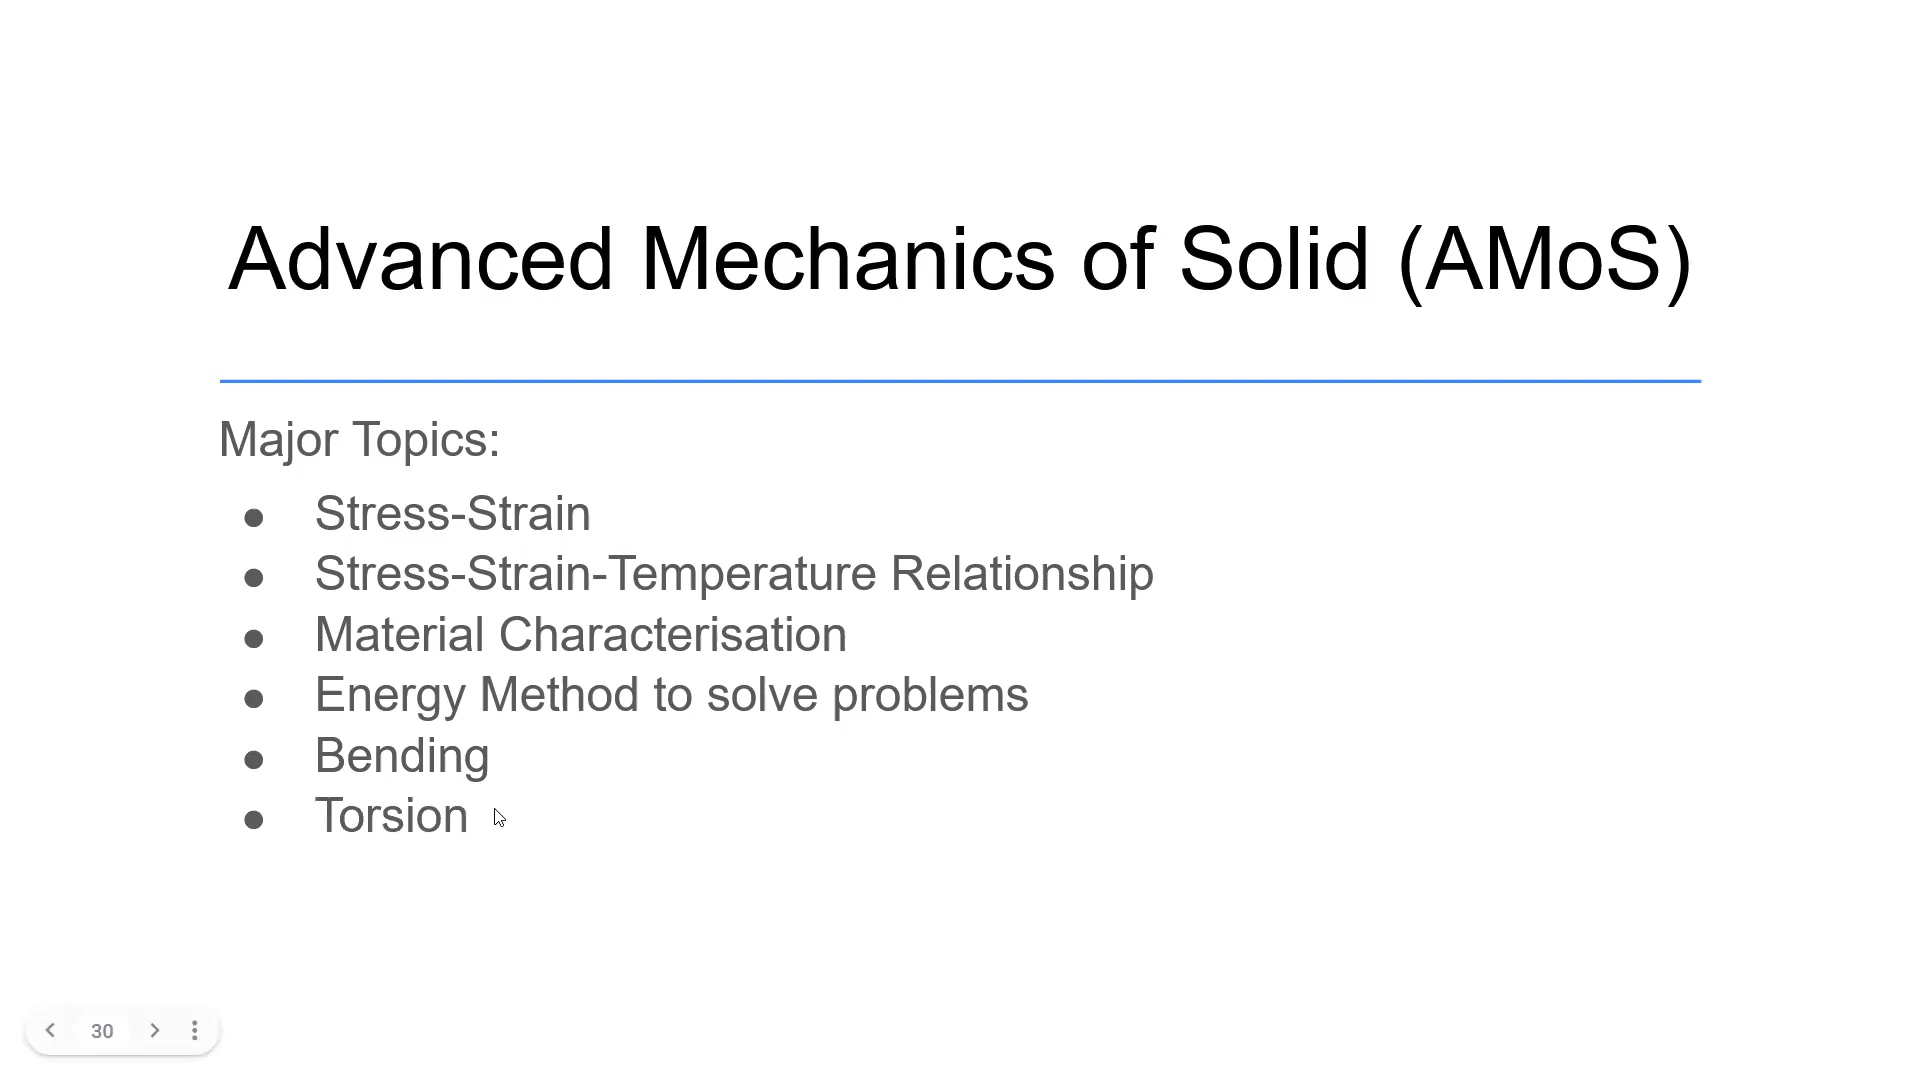 Advanced Mechanics of Solid (AMoS)
Major Topics:
● Stress-Strain
● Stress-Strain-Temperature Relationship
● Material Characterisation
● Energy Method to solve problems
● Bending
● Torsion
30